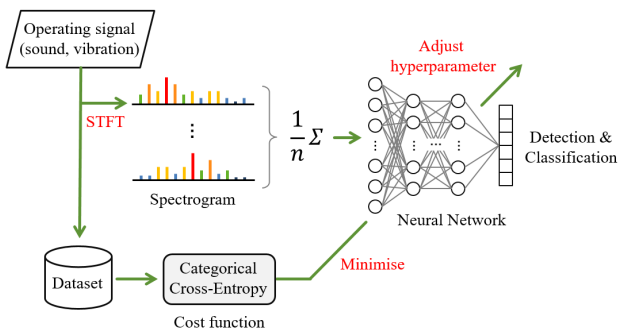 Operating signal
(sound, vibration)
STFT
...
Spectrogram
1
n
Σ
Adjust
hyperparameter
...
...
...
...
Neural Network
Detection &
Classification
Dataset
Categorical
Cross-Entropy
Cost function
Minimise